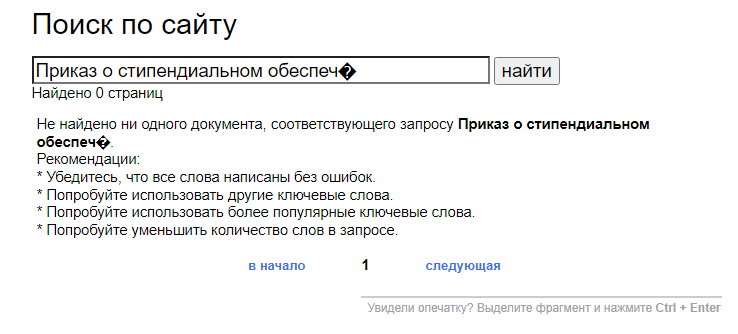 Поиск по сайту
Приказ о стипендиальном обеспеч�
найти
Найдено 0 страниц
Не найдено ни одного документа, соответствующего запросу Приказ о стипендиальном
обеспеч�.
Рекомендации:
* Убедитесь, что все слова написаны без ошибок.
* Попробуйте использовать другие ключевые слова.
* Попробуйте использовать более популярные ключевые слова.
* Попробуйте уменьшить количество слов в запросе.
в начало 1 следующая
Увидели опечатку? Выделите фрагмент и нажмите Ctrl + Enter